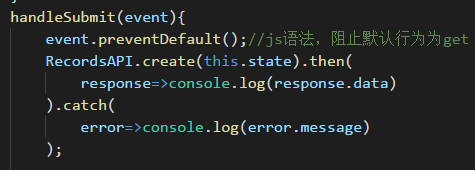 handleSubmit(event){
event.preventDefault();//js语法，阻止默认行为为get
RecordsAPI.create(this.state).then(
response=>console.log(response.data)
).catch(
error=>console.log(error.message)
);